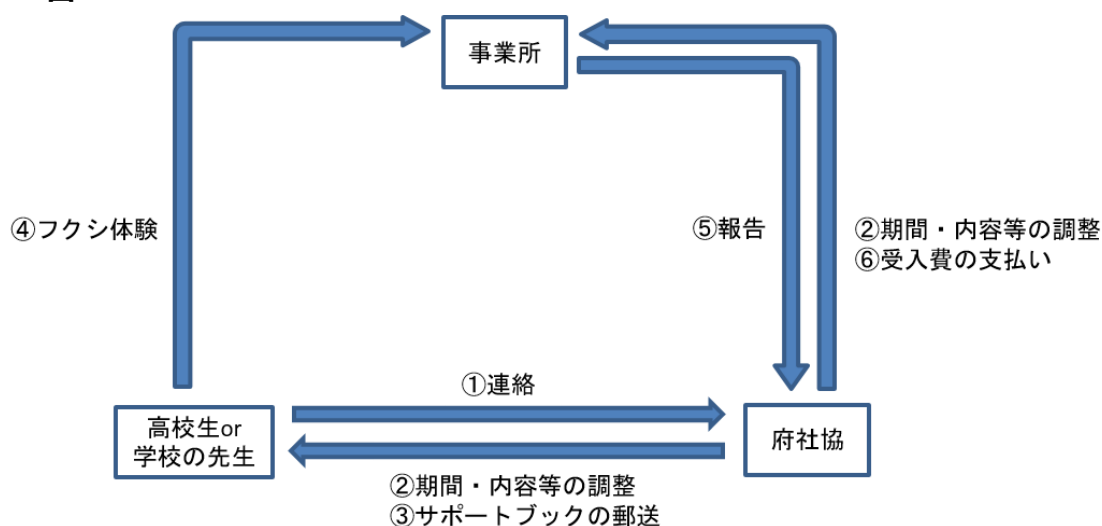 事業所
④フクシ体験
⑤報告
②期間・内容等の調整
⑥受入費の支払い
①連絡
高校生or
学校の先生
府社協
②期間・内容等の調整
③サポートブックの郵送